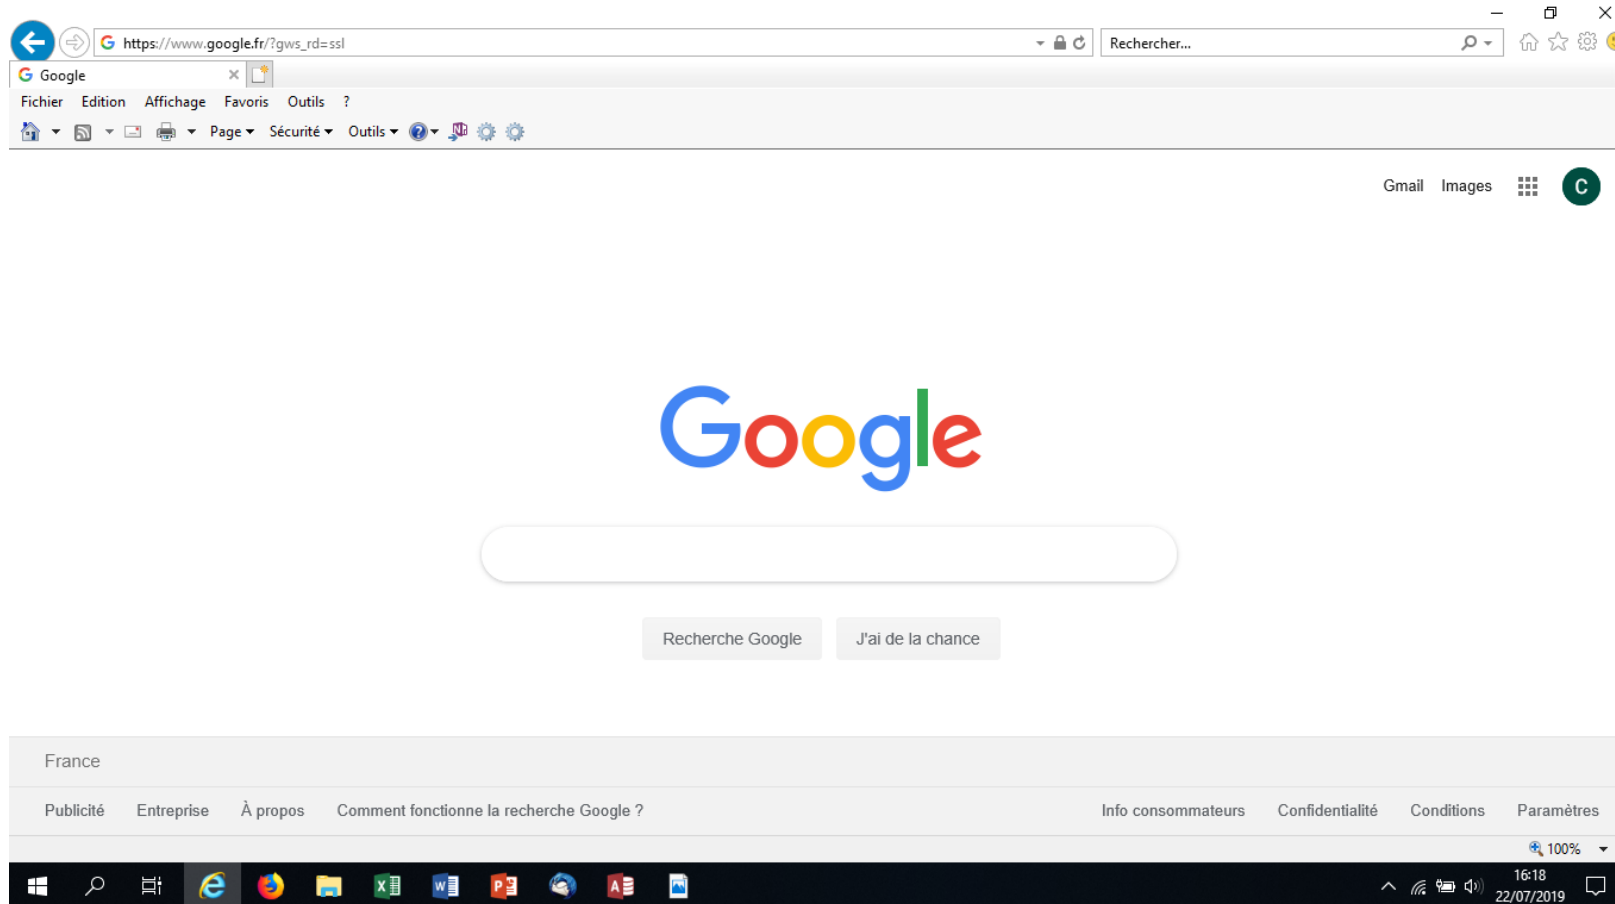 https://www.google.fr/?gws_rd=ssl
Rechercher...
Google
Fichier Edition Affichage Favoris Outils ?
Page Sécurité Outils
Gmail Images C
Google
Recherche Google J'ai de la chance
France
Publicité Entreprise À propos Comment fonctionne la recherche Google ? Info consommateurs Confidentialité Conditions Paramètres
100%
16:18
22/07/2019